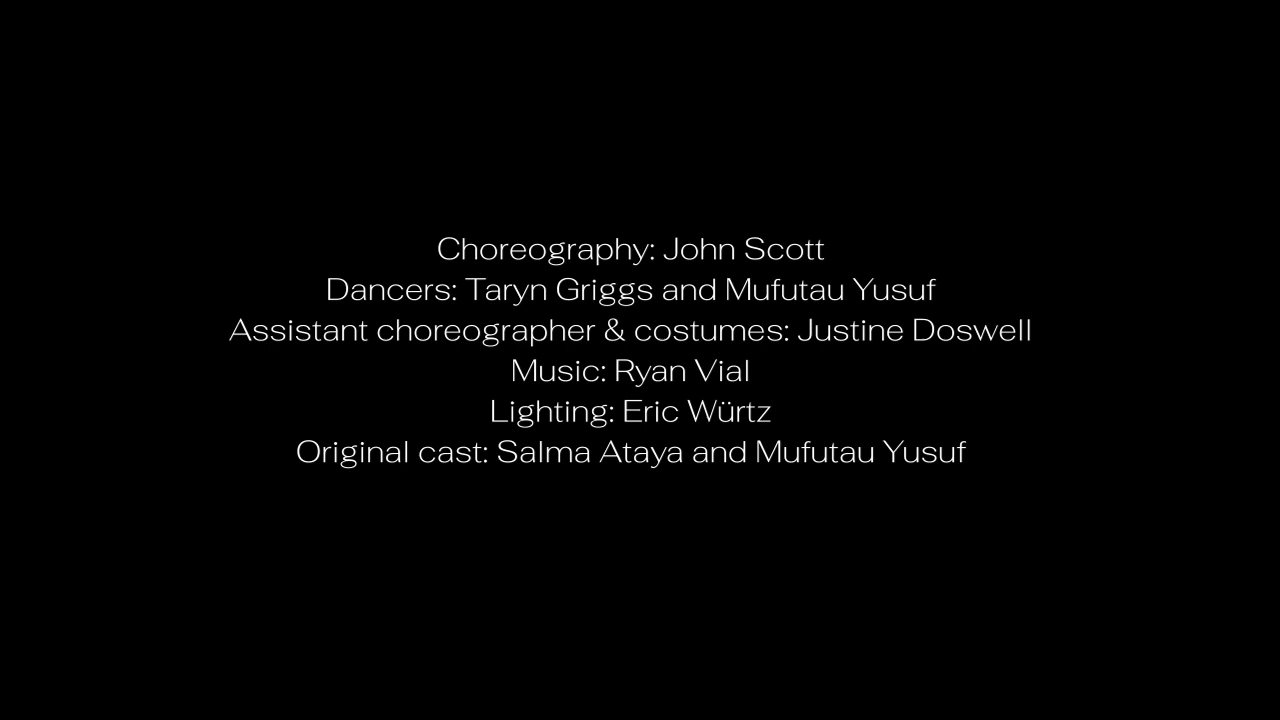 Choreography: John Scott
Dancers: Taryn Griggs and Mufutau Yusuf
Assistant choreographer & costumes: Justine Doswell
Music: Ryan Vial
Lighting: Eric Würtz
Original cast: Salma Ataya and Mufutau Yusuf